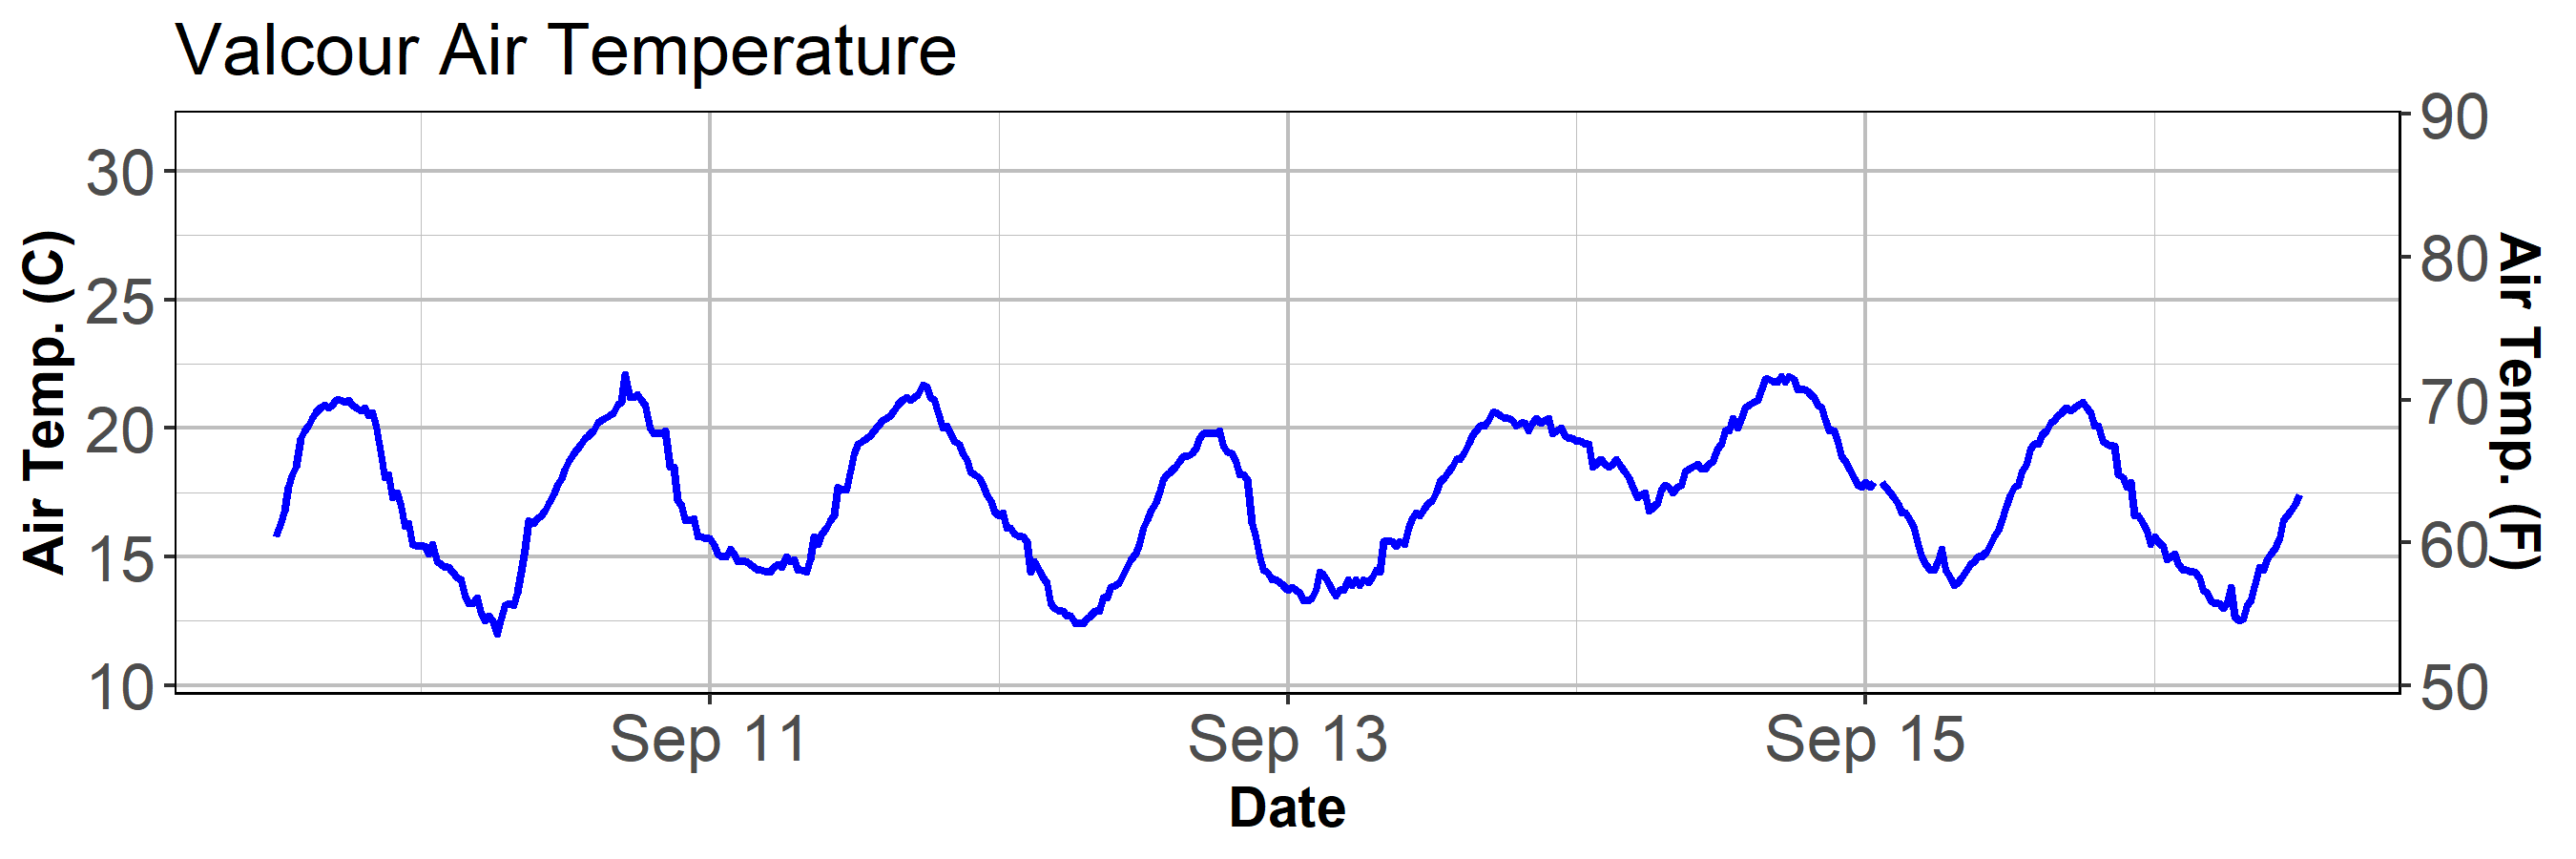 Valcour Air Temperature
Air Temp. (C)
30
25
20
15
10
90
80
70
60
50
Air Temp. (F)
Sep 11
Sep 13
Sep 15
Date